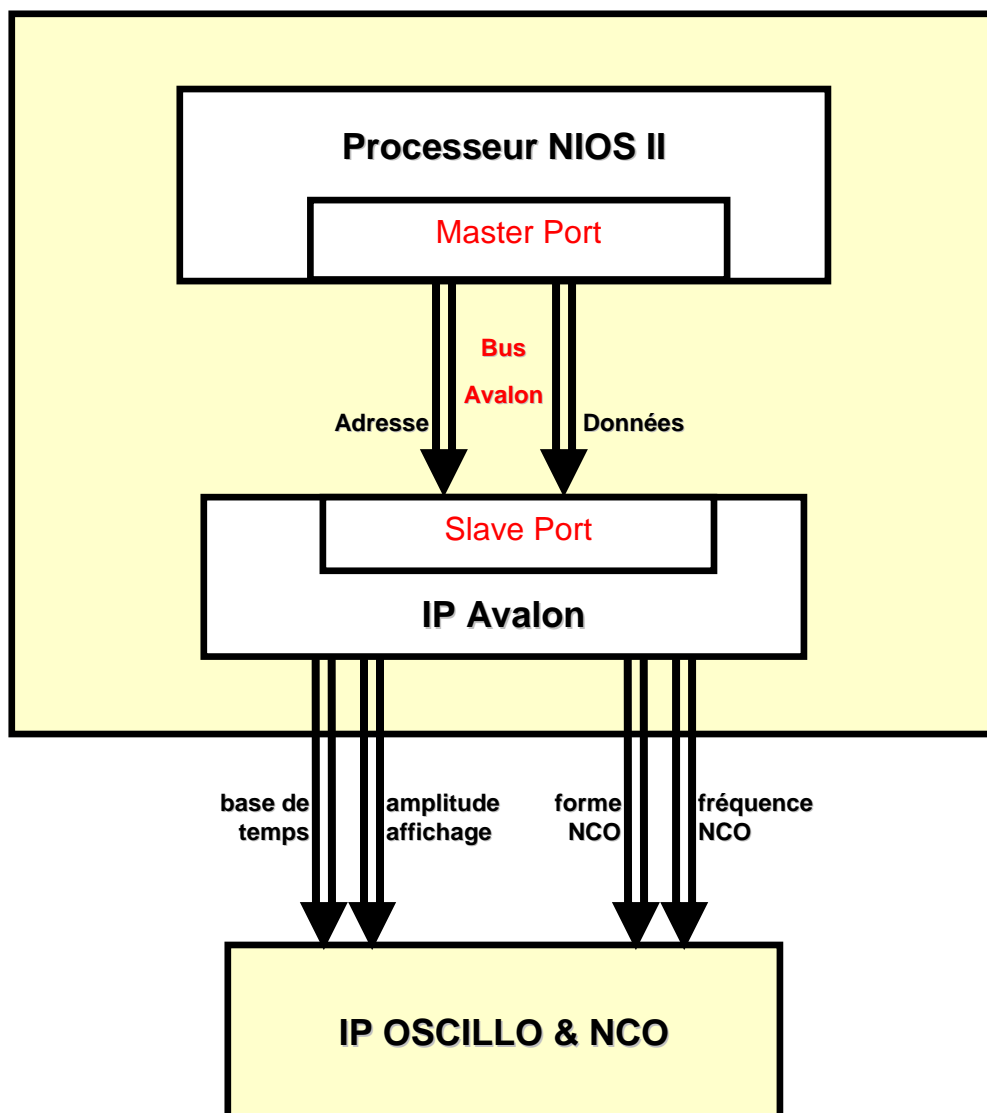 Processeur NIOS II
Master Port
Bus
Avalon
Adresse
Données
Slave Port
IP Avalon
base de
temps
amplitude
affichage
forme
NCO
fréquence
NCO
IP OSCILLO & NCO